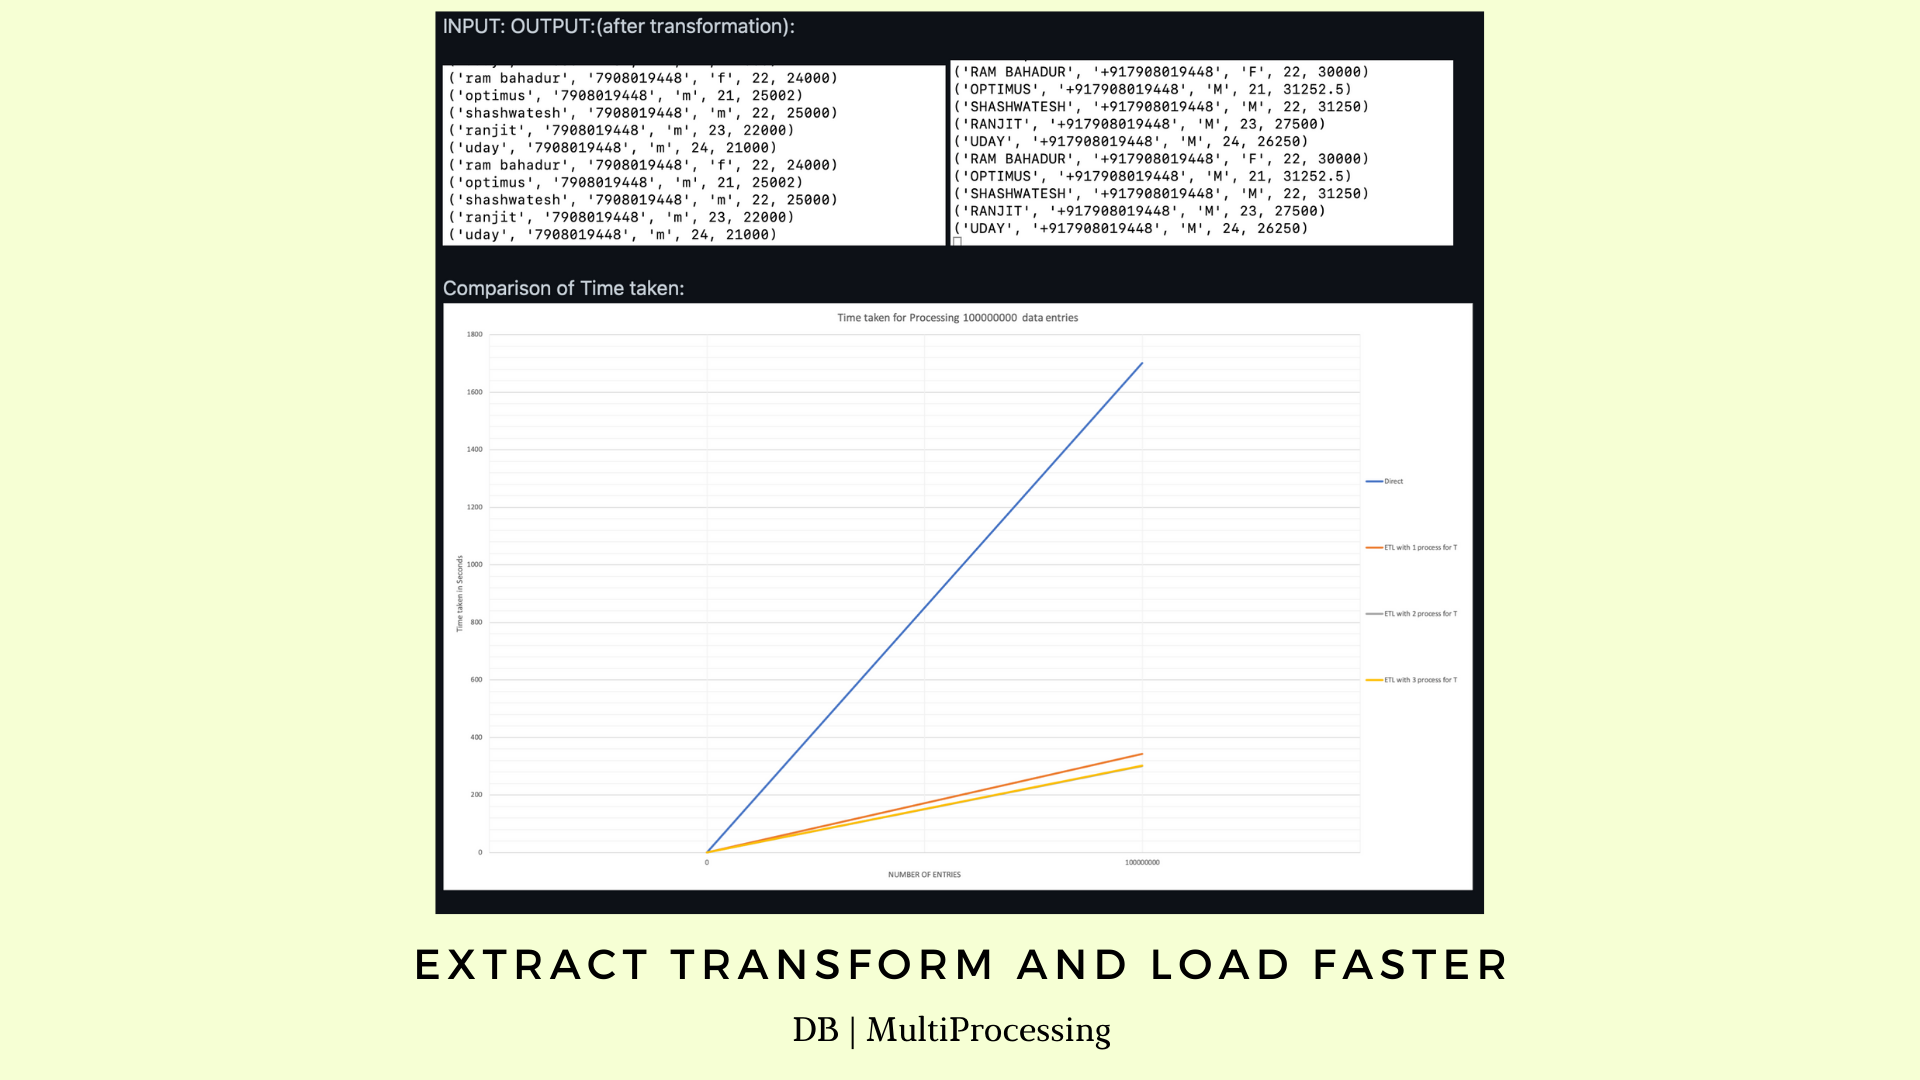 INPUT: OUTPUT:(after transformation):
('ram bahadur', '7908019448', 'f', 22, 24000)
('optimus', '7908019448', 'm', 21, 25002)
('shashwatesh', '7908019448', 'm', 22, 25000)
('ranjit', '7908019448', 'm', 23, 22000)
('uday', '7908019448', 'm', 24, 21000)
('ram bahadur', '7908019448', 'f', 22, 24000)
('optimus', '7908019448', 'm', 21, 25002)
('shashwatesh', '7908019448', 'm', 22, 25000)
('ranjit', '7908019448', 'm', 23, 22000)
('uday', '7908019448', 'm', 24, 21000)
('RAM BAHADUR', '+917908019448', 'F', 22, 30000)
('OPTIMUS', '+917908019448', 'M', 21, 31252.5)
('SHASHWATESH', '+917908019448', 'M', 22, 31250)
('RANJIT', '+917908019448', 'M', 23, 27500)
('UDAY', '+917908019448', 'M', 24, 26250)
('RAM BAHADUR', '+917908019448', 'F', 22, 30000)
('OPTIMUS', '+917908019448', 'M', 21, 31252.5)
('SHASHWATESH', '+917908019448', 'M', 22, 31250)
('RANJIT', '+917908019448', 'M', 23, 27500)
('UDAY', '+917908019448', 'M', 24, 26250)
Comparison of Time taken:
Time taken for Processing 100000000 data entries
1800
1600
1400
1200
1000
800
600
400
200
0
Time taken in Seconds
0
100000000
NUMBER OF ENTRIES
Direct
ETL with 1 process for T
ETL with 2 process for T
ETL with 3 process for T
EXTRACT TRANSFORM AND LOAD FASTER
DB | MultiProcessing